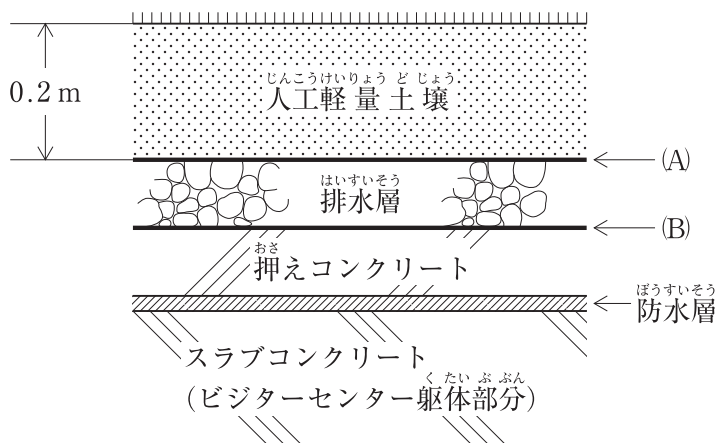 じんこうけいりょう ど じょう
人工軽量土壌
0.2 m
(A)
はいすいそう
排水層
(B)
おさ
押えコンクリート
ぼうすいそう
防水層
スラブコンクリート
く たい ぶ ぶん
(ビジターセンター躯体部分)